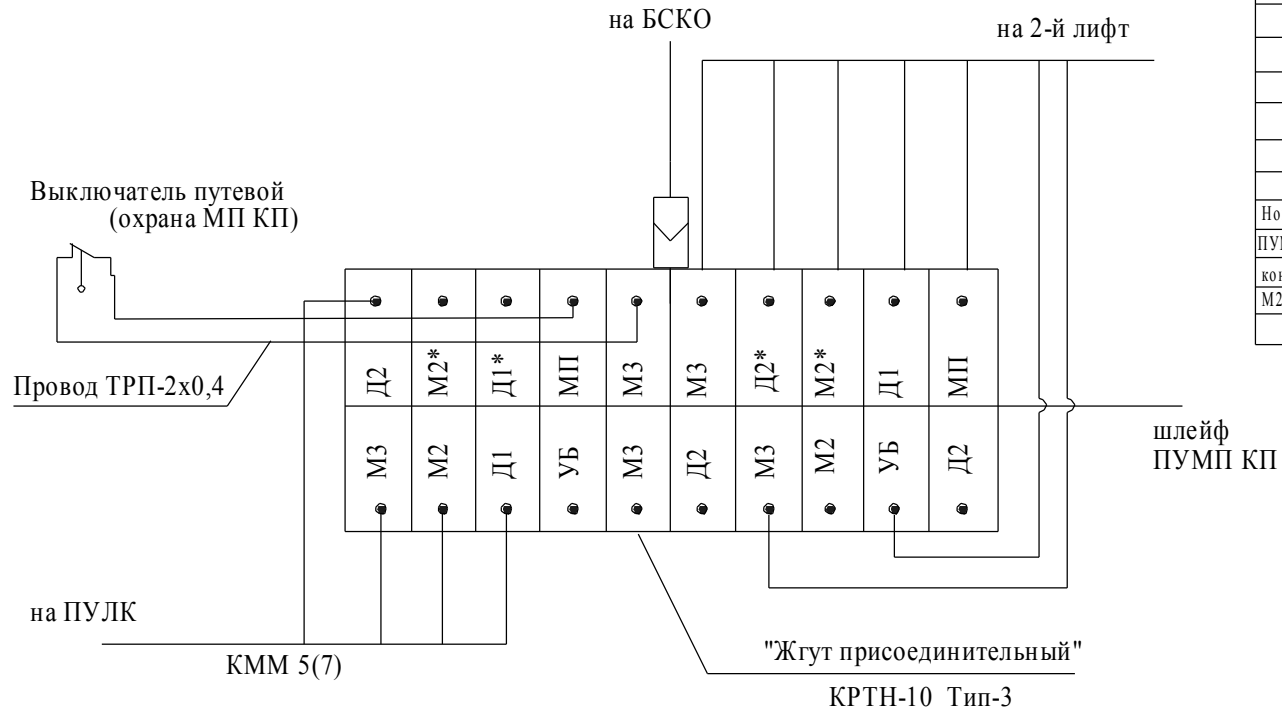 на БСКО
на 2-й лифт
Выключатель путевой
(охрана МП КП)
Провод ТРП-2х0,4
Д2 М2* Д1* МП М3 М3 Д2* М2* Д1 МП
М3 М2 Д1 УБ М3 Д2 М3 М2 УБ Д2
шлейф
ПУМП КП
на ПУЛК
КММ 5(7)
"Жгут присоединительный"
КРТН-10 Тип-3
Но
М2